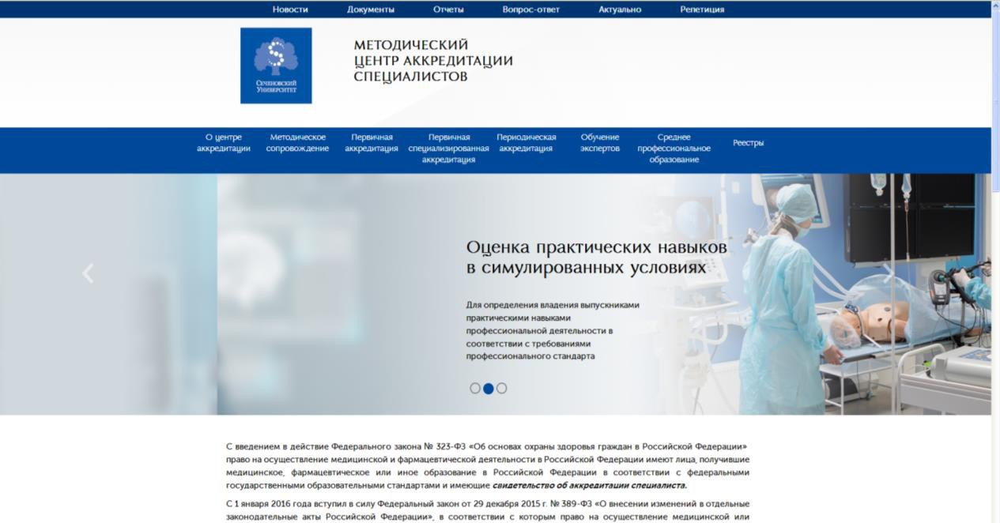 Новости Документы Отчеты Вопрос-ответ Актуально Репетиция
Сеченовский
Университет
МЕТОДИЧЕСКИЙ
ЦЕНТР АККРЕДИТАЦИИ
СПЕЦИАЛИСТОВ
О центре
аккредитации
Методическое
сопровождение
Первичная
аккредитация
Первичная
специализированная
аккредитация
Периодическая
аккредитация
Обучение
экспертов
Среднее
профессиональное
образование
Реестры
Оценка практических навыков
в симулированных условиях
Для определения владения выпускниками
практическими навыками
профессиональной деятельности в
соответствии с требованиями
профессионального стандарта
С введением в действие Федерального закона № 323-ФЗ «Об основах охраны здоровья граждан в Российской Федерации»
право на осуществление медицинской и фармацевтической деятельности в Российской Федерации имеют лица, получившие
медицинское, фармацевтическое или иное образование в Российской Федерации в соответствии с федеральными
государственными образовательными стандартами и имеющие свидетельство об аккредитации специалиста.
С 1 января 2016 года вступил в силу Федеральный закон от 29 декабря 2015 г. № 389-ФЗ «О внесении изменений в отдельные
законодательные акты Российской Федерации», в соответствии с которым право на осуществление медицинской или